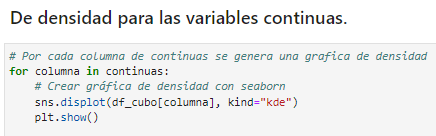 De densidad para las variables continuas.
# Por cada columna de continuas se genera una grafica de densidad
for columna in continuas:
    # Crear gráfica de densidad con seaborn
    sns.displot(df_cubo[columna], kind="kde")
    plt.show()